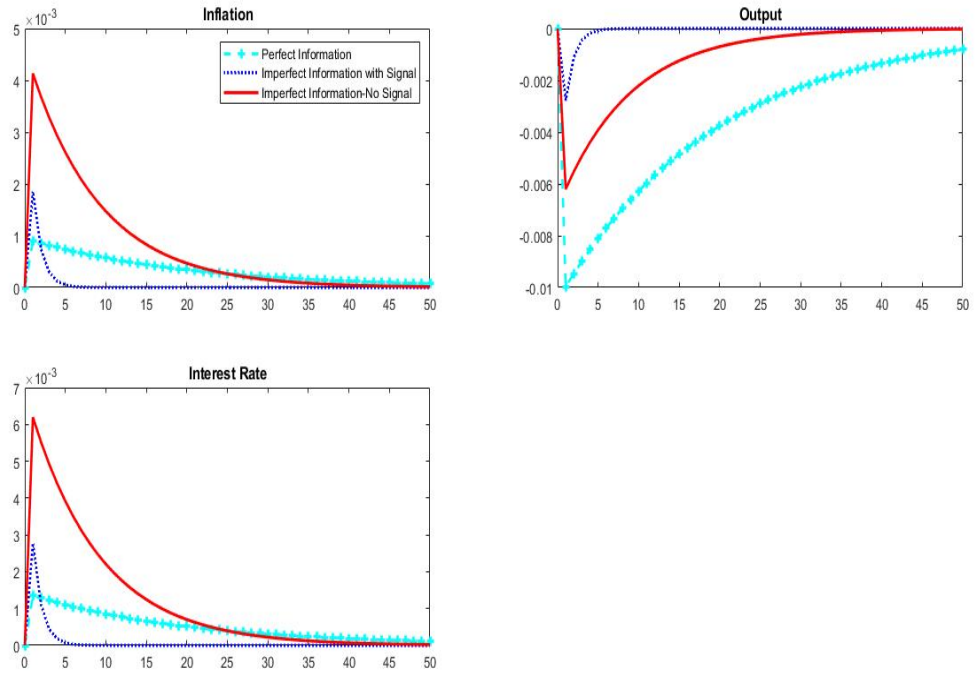 Inflation
×10-3
5
4
3
2
1
0
0 5 10 15 20 25 30 35 40 45 50
Perfect Information
Imperfect Information with Signal
Imperfect Information-No Signal
Output
0
-0.002
-0.004
-0.006
-0.008
-0.01
0 5 10 15 20 25 30 35 40 45 50
Interest Rate
×10-3
7
6
5
4
3
2
1
0
0 5 10 15 20 25 30 35 40 45 50